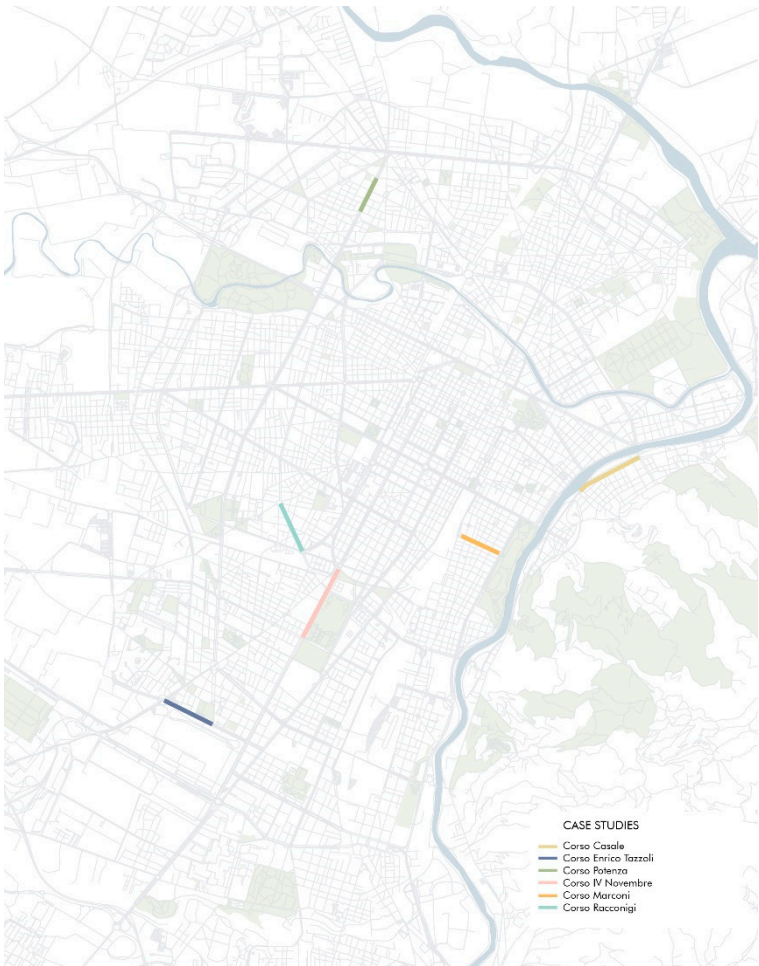 CASE STUDIES
Corso Casale
Corso Enrico Tazzoli
Corso Potenza
Corso IV Novembre
Corso Marconi
Corso Racconigi